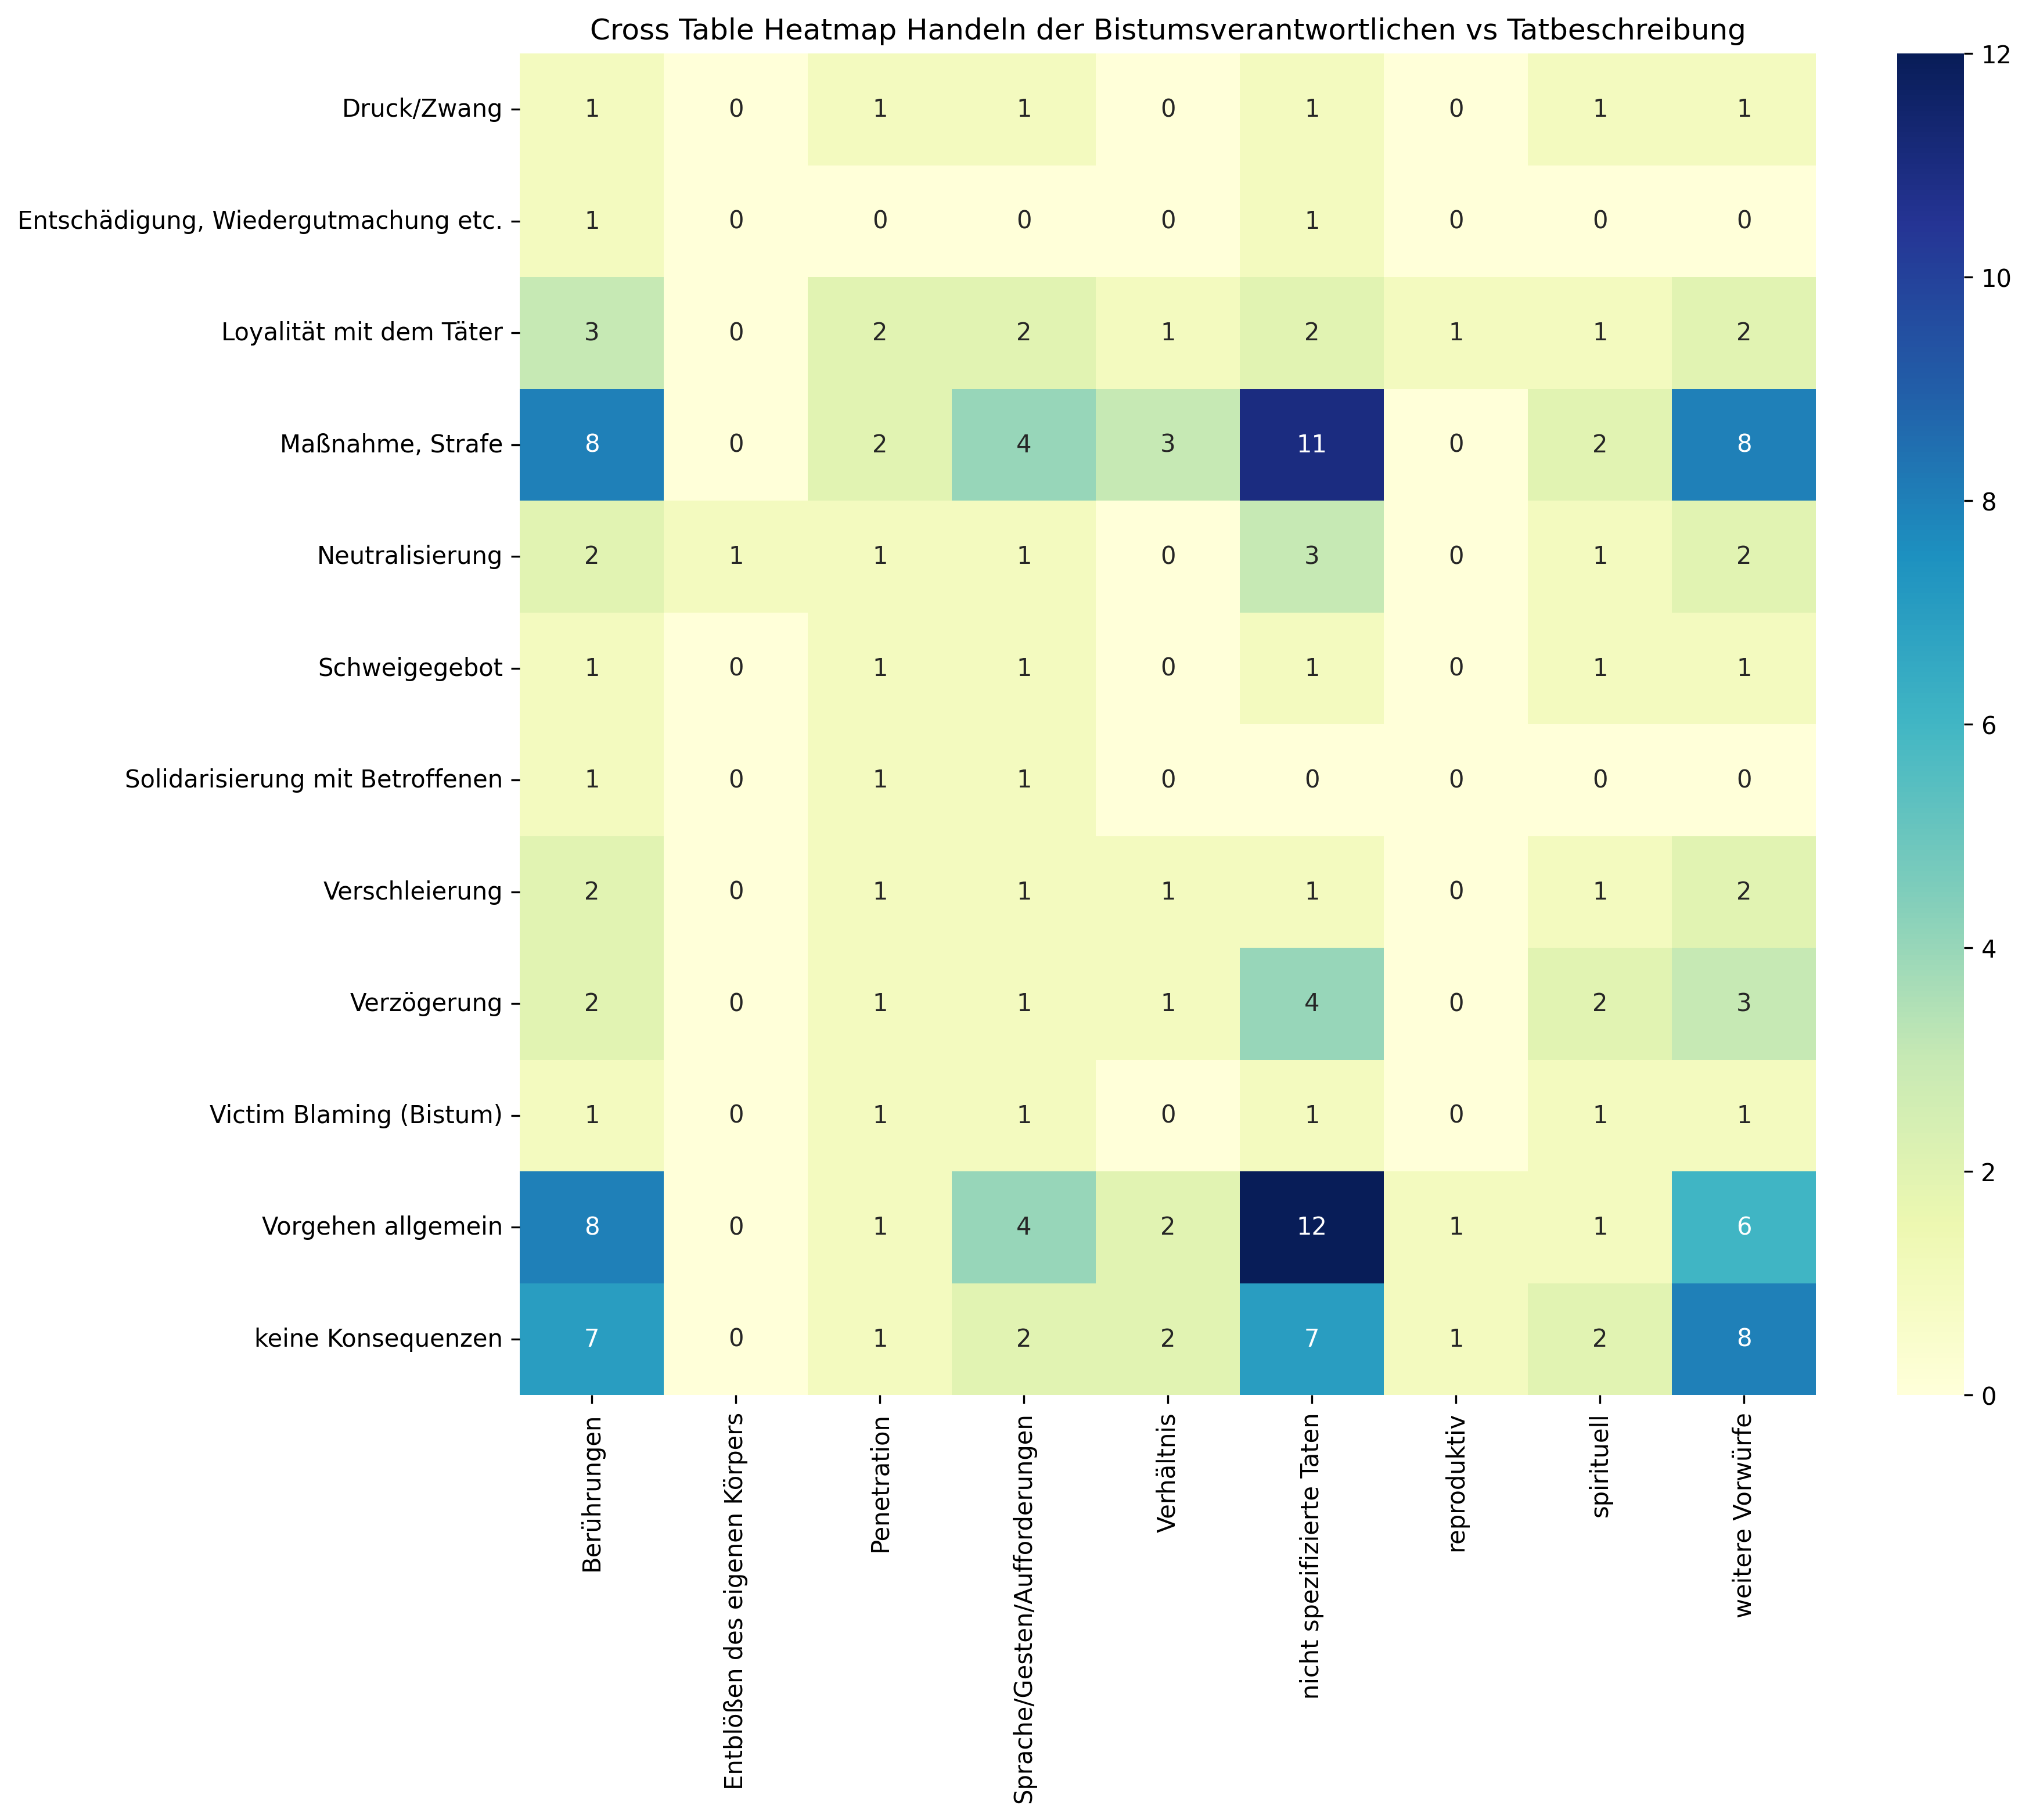 Cross Table Heatmap Handeln der Bistumsverantwortlichen vs Tatbeschreibung
Druck/Zwang 1 0 1 1 0 1 0 1 1
Entschädigung, Wiedergutmachung etc. 1 0 0 0 0 1 0 0 0
Loyalität mit dem Täter 3 0 2 2 1 2 1 1 2
Maßnahme, Strafe 8 0 2 4 3 11 0 2 8
Neutralisierung 2 1 1 1 0 3 0 1 2
Schweigegebot 1 0 1 1 0 1 0 1 1
Solidarisierung mit Betroffenen 1 0 1 1 0 0 0 0 0
Verschleierung 2 0 1 1 1 1 0 1 2
Verzögerung 2 0 1 1 1 4 0 2 3
Victim Blaming (Bistum) 1 0 1 1 0 1 0 1 1
Vorgehen allgemein 8 0 1 4 2 12 1 1 6
keine Konsequenzen 7 0 1 2 2 7 1 2 8
Berührungen
Entblößen des eigenen Körpers
Penetration
Sprache/Gesten/Aufforderungen
Verhältnis
nicht spezifizierte Taten
reproduktiv
spirituell
weitere Vorwürfe
12
10
8
6
4
2
0